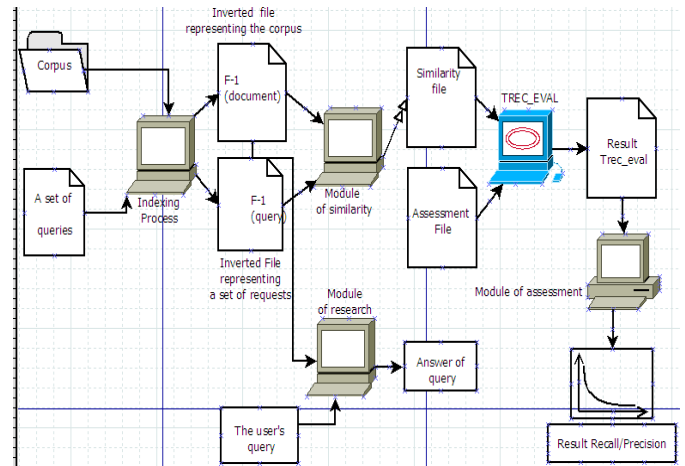 Inverted file
representing the corpus
Corpus
F-1
(document)
Similarity
file
TREC_EVAL
Result
Trec_eval
A set of
queries
Indexing
Process
F-1
(query)
Module
of similarity
Assessment
File
Inverted File
representing
a set of requests
Module
of research
Module of assessment
Answer of
query
The user's
query
Result Recall/Precision